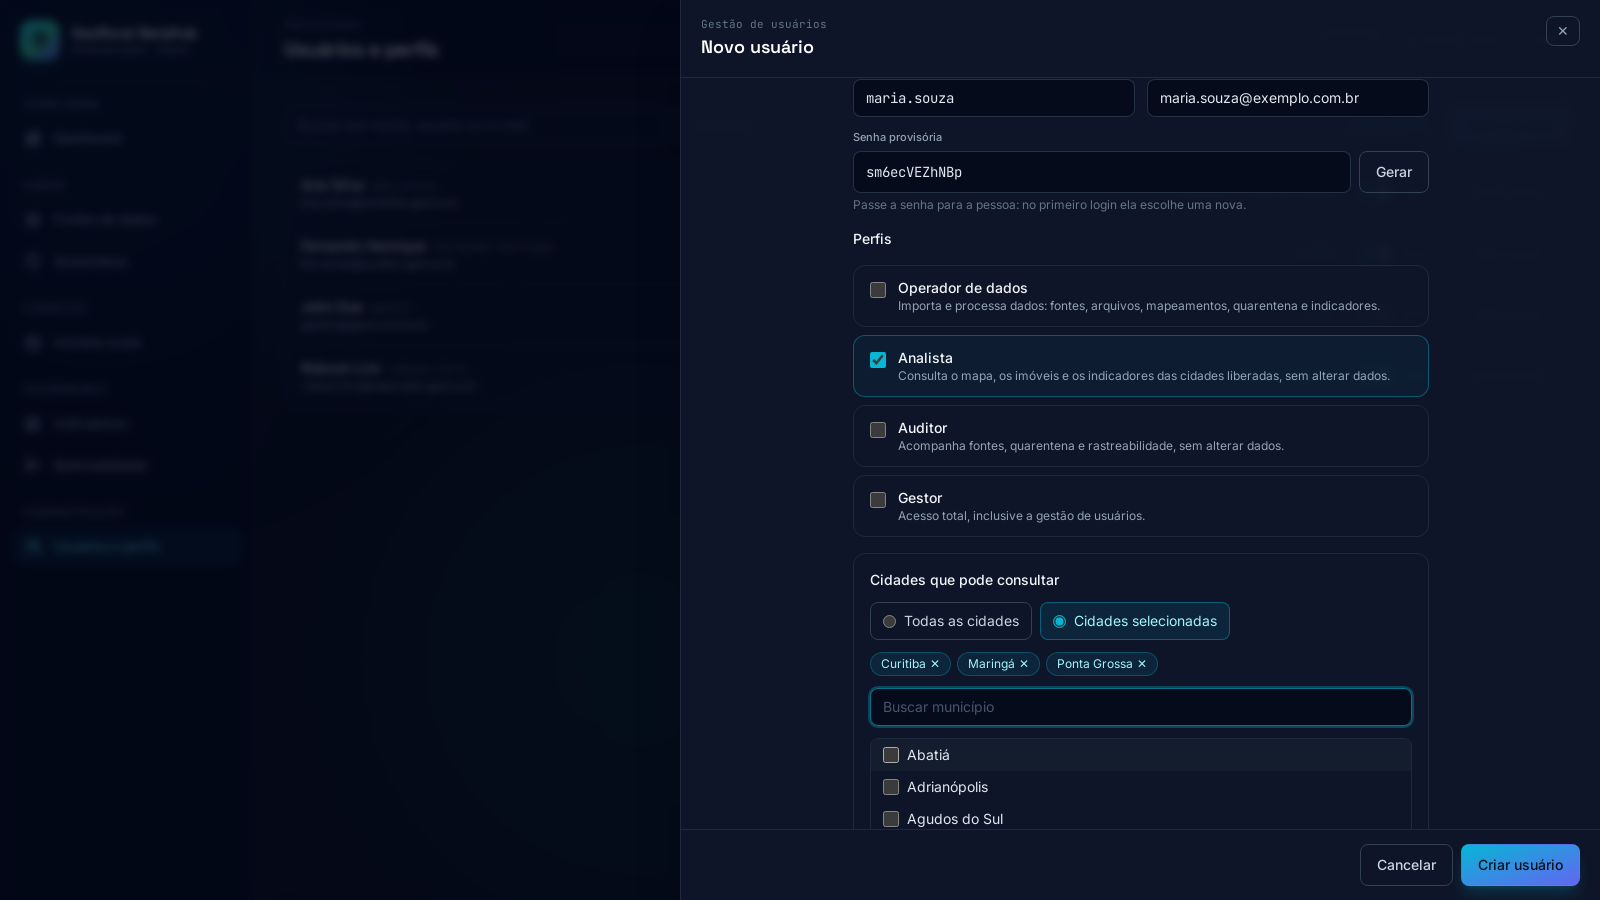 Gestão de usuários
Novo usuário
✕
maria.souza
maria.souza@exemplo.com.br
Senha provisória
sm6ecVEZhNBp
Gerar
Passe a senha para a pessoa: no primeiro login ela escolhe uma nova.
Perfis
Operador de dados
Importa e processa dados: fontes, arquivos, mapeamentos, quarentena e indicadores.
Analista
Consulta o mapa, os imóveis e os indicadores das cidades liberadas, sem alterar dados.
Auditor
Acompanha fontes, quarentena e rastreabilidade, sem alterar dados.
Gestor
Acesso total, inclusive a gestão de usuários.
Cidades que pode consultar
Todas as cidades
Cidades selecionadas
Curitiba ✕
Maringá ✕
Ponta Grossa ✕
Buscar município
Abatiá
Adrianópolis
Agudos do Sul
Cancelar
Criar usuário
Usuários e perfis